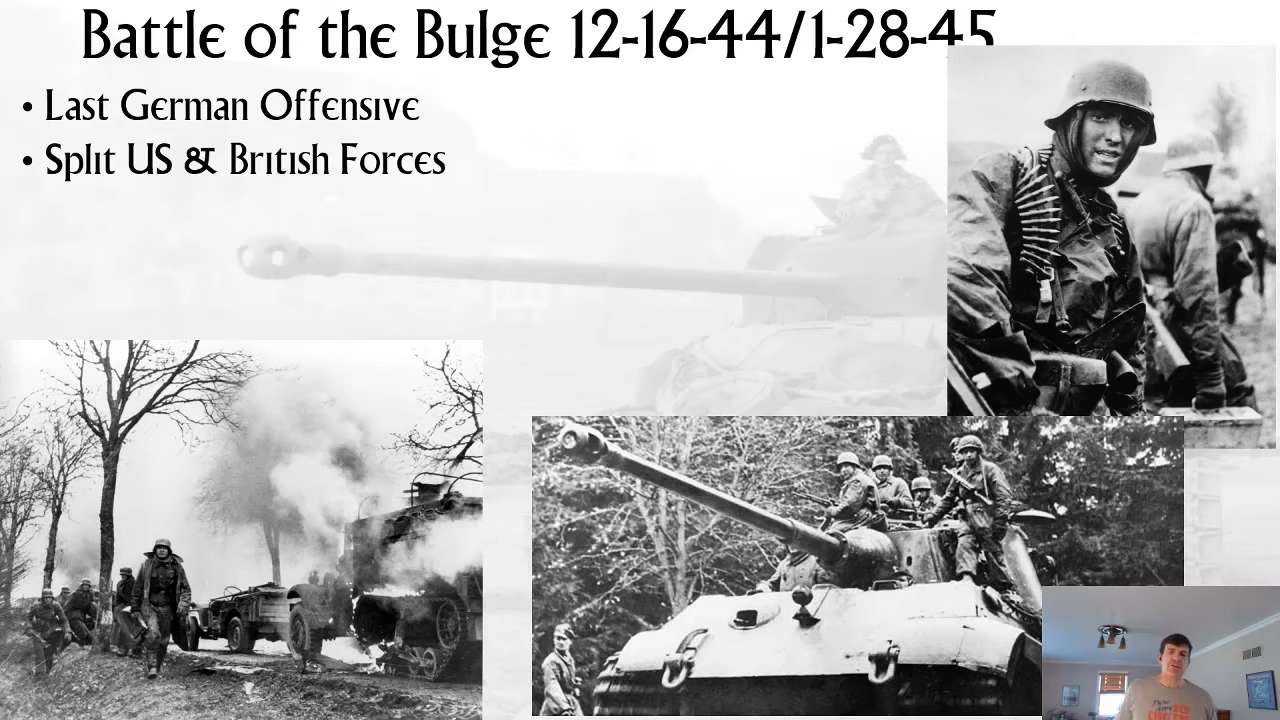 Battle of the Bulge 12-16-44/1-28-45
• Last German Offensive
• Split US & British Forces